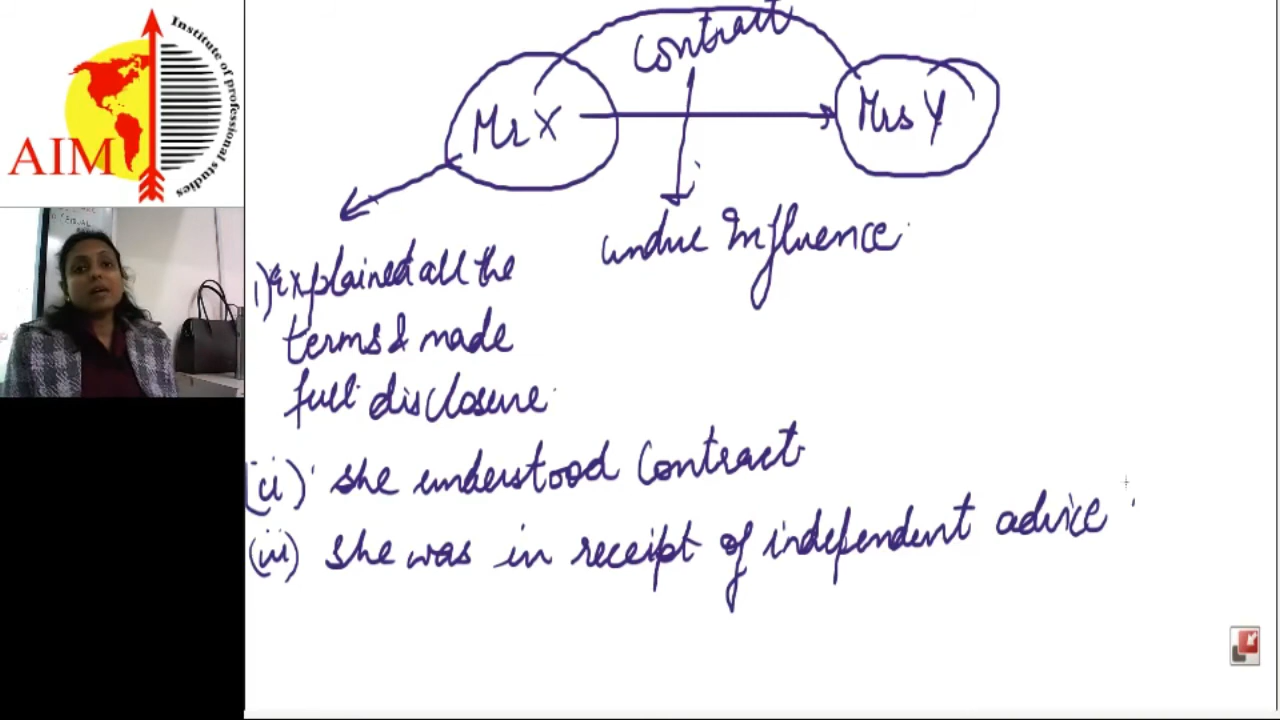 Institute of professional studies
AIM
Contract
Mr X
Mrs Y
undue Influence
i) explained all the
terms & made
full disclosure
(ii) she understood contract
(iii) she was in receipt of independent advice